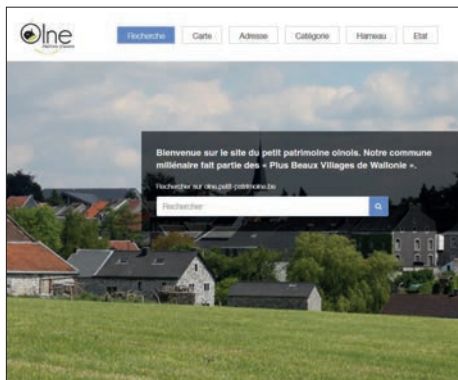 Olne
Recherche Carte Adresse Catégorie Hameau Etat
Bienvenue sur le site du petit patrimoine olnois. Notre commune
millénaire fait partie des « Plus Beaux Villages de Wallonie ».
Rechercher sur olne.petit-patrimoine.be
Rechercher